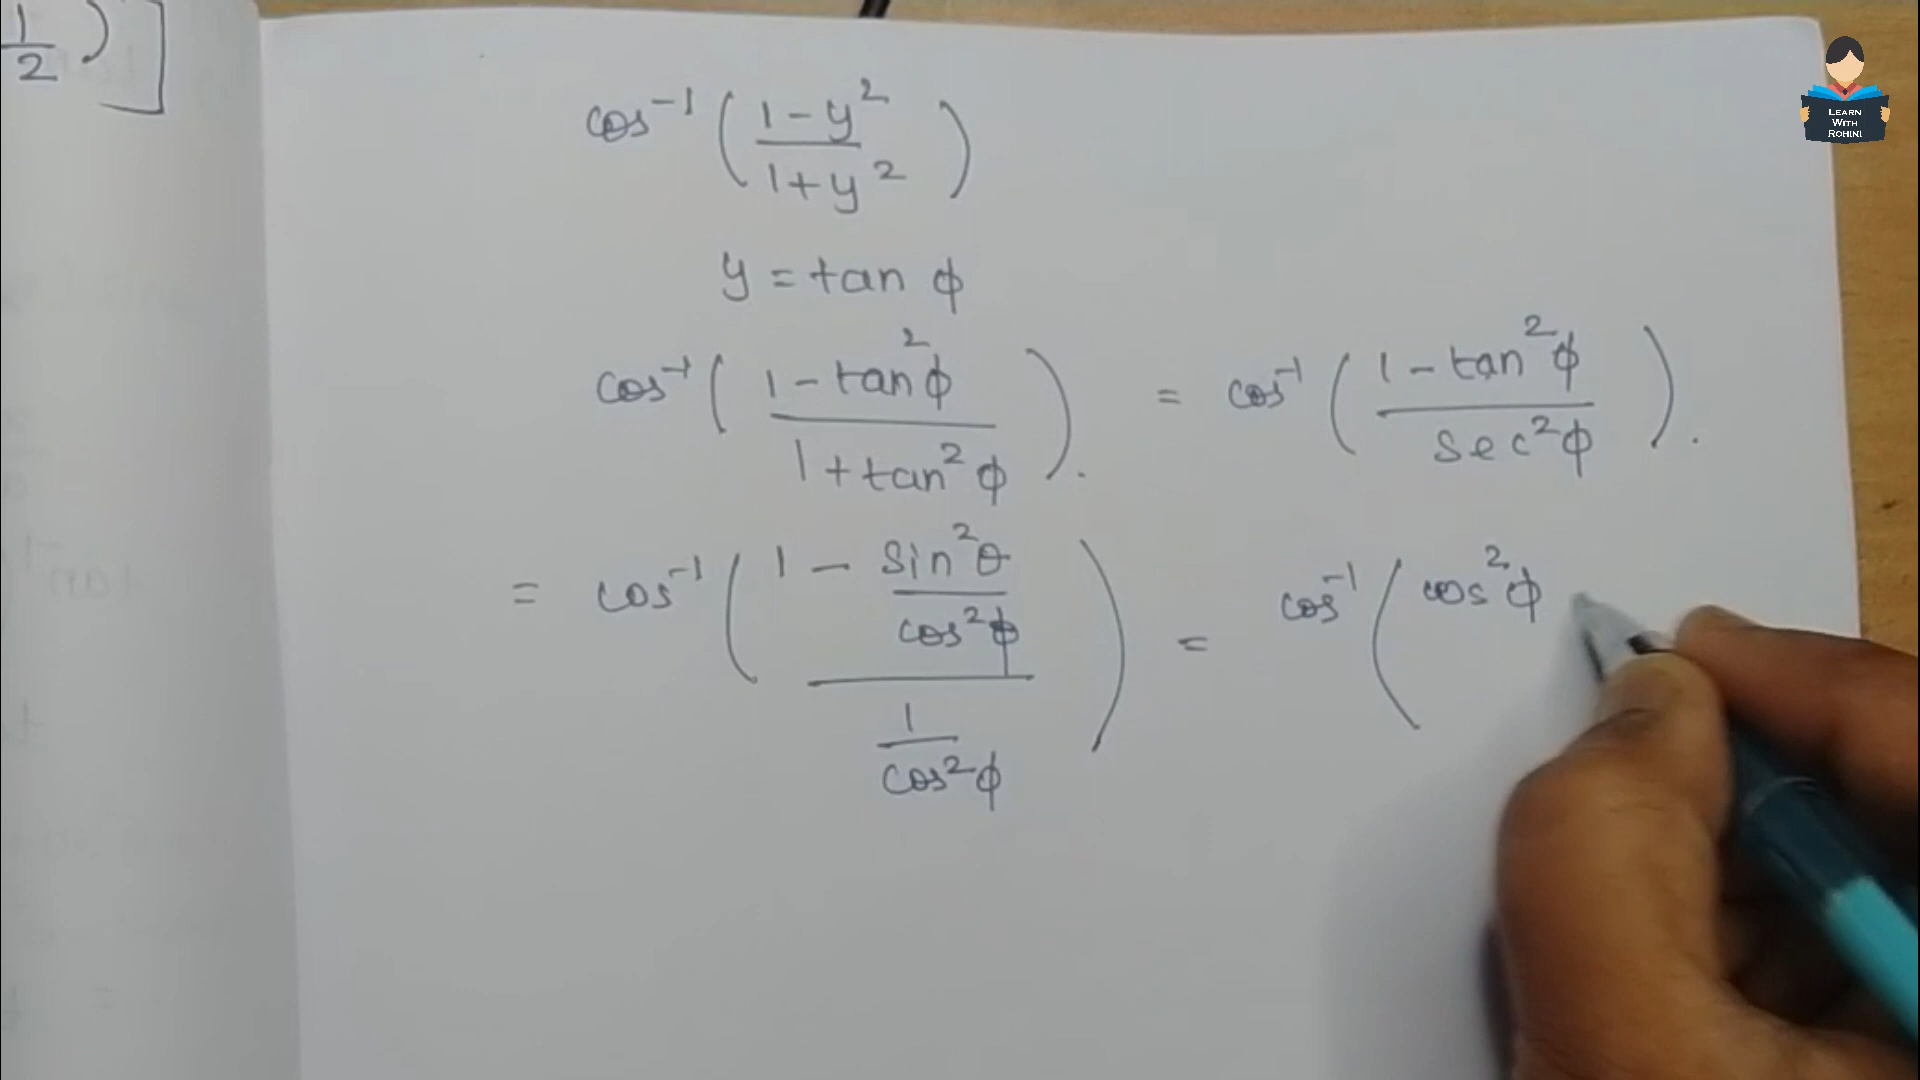 1/2 ) ]
LEARN
WITH
ROHINI
cos⁻¹ ( (1 - y²) / (1 + y²) )
y = tan ϕ
cos⁻¹ ( (1 - tan²ϕ) / (1 + tan²ϕ) ). = cos⁻¹ ( (1 - tan²ϕ) / (sec²ϕ) ).
= cos⁻¹ ( (1 - sin²θ / cos²ϕ) / (1 / cos²ϕ) ) = cos⁻¹ ( cos²ϕ